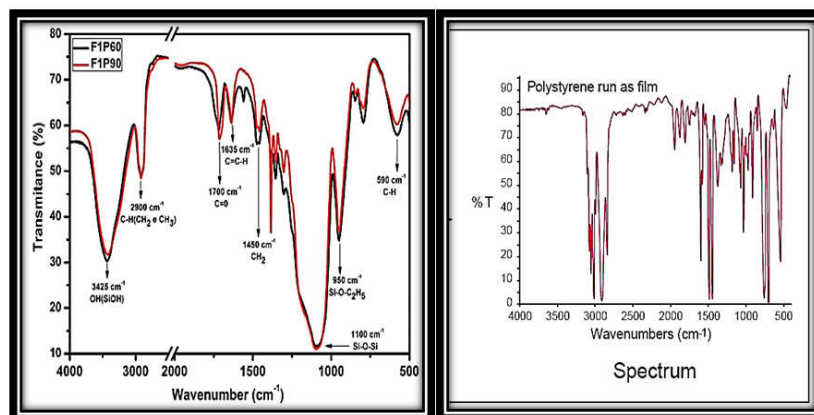 F1P60
F1P90
Transmitance (%)
80
70
60
50
40
30
20
10
1635 cm-1
C=C-H
1700 cm-1
C=0
2900 cm-1
C-H(CH2 e CH3)
3425 cm-1
OH(SiOH)
1450 cm-1
CH2
590 cm-1
C-H
950 cm-1
Si-O-C2H5
1100 cm-1
Si-O-Si
4000 3000 2000 1500 1000 500
Wavenumber (cm-1)
Polystyrene run as film
%T
100
90
80
70
60
50
40
30
20
10
0
4000 3500 3000 2500 2000 1500 1000 500
Wavenumbers (cm-1)
Spectrum